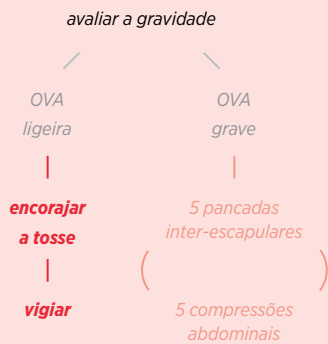 avaliar a gravidade
OVA
ligeira
OVA
grave
encorajar
a tosse
5 pancadas
inter-escapulares
vigiar
5 compressões
abdominais